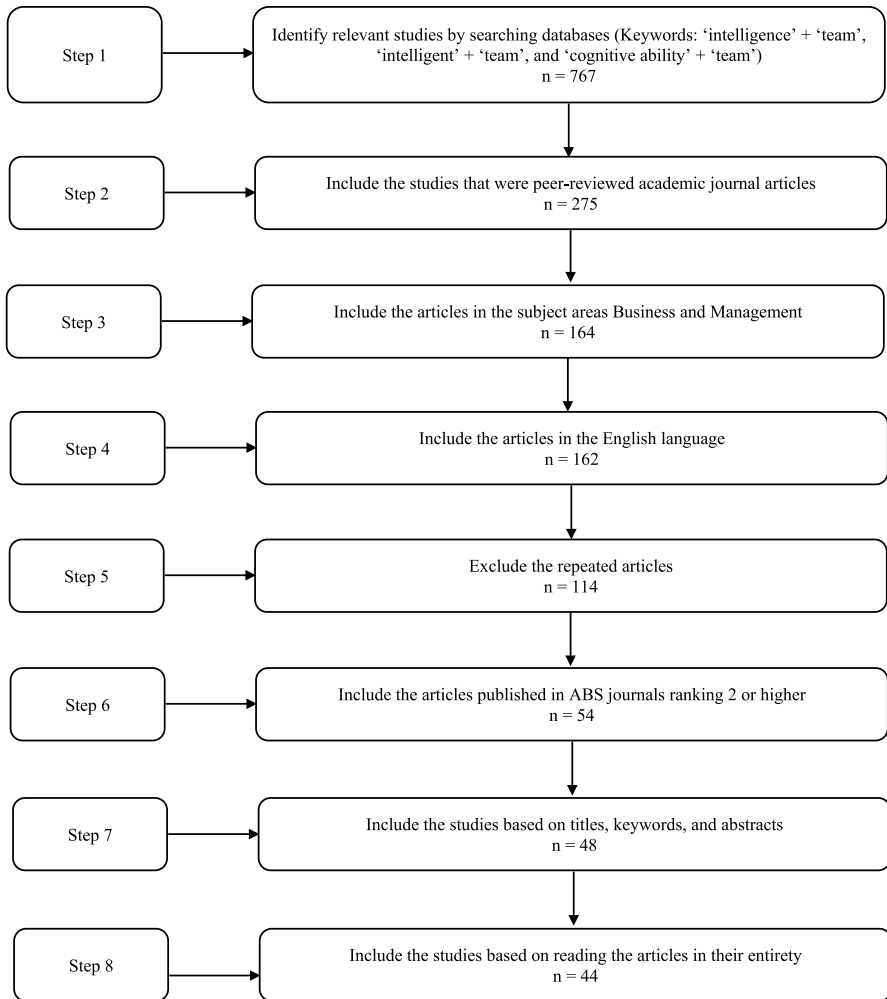 Step 1
Identify relevant studies by searching databases (Keywords: ‘intelligence’ + ‘team’,
‘intelligent’ + ‘team’, and ‘cognitive ability’ + ‘team’)
n = 767
Step 2
Include the studies that were peer-reviewed academic journal articles
n = 275
Step 3
Include the articles in the subject areas Business and Management
n = 164
Step 4
Include the articles in the English language
n = 162
Step 5
Exclude the repeated articles
n = 114
Step 6
Include the articles published in ABS journals ranking 2 or higher
n = 54
Step 7
Include the studies based on titles, keywords, and abstracts
n = 48
Step 8
Include the studies based on reading the articles in their entirety
n = 44